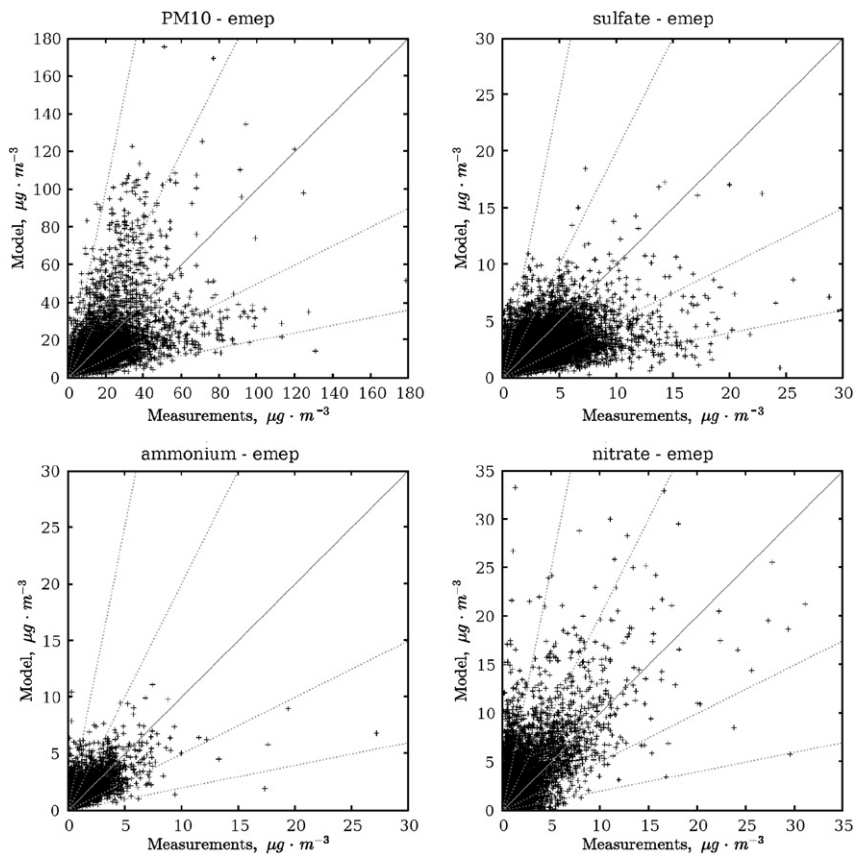 PM10 - emep
180
160
140
120
100
80
60
40
20
0
Model, μg · m⁻³
0 20 40 60 80 100 120 140 160 180
Measurements, μg · m⁻³
sulfate - emep
30
25
20
15
10
5
0
Model, μg · m⁻³
0 5 10 15 20 25 30
Measurements, μg · m⁻³
ammonium - emep
30
25
20
15
10
5
0
Model, μg · m⁻³
0 5 10 15 20 25 30
Measurements, μg · m⁻³
nitrate - emep
35
30
25
20
15
10
5
0
Model, μg · m⁻³
0 5 10 15 20 25 30 35
Measurements, μg · m⁻³